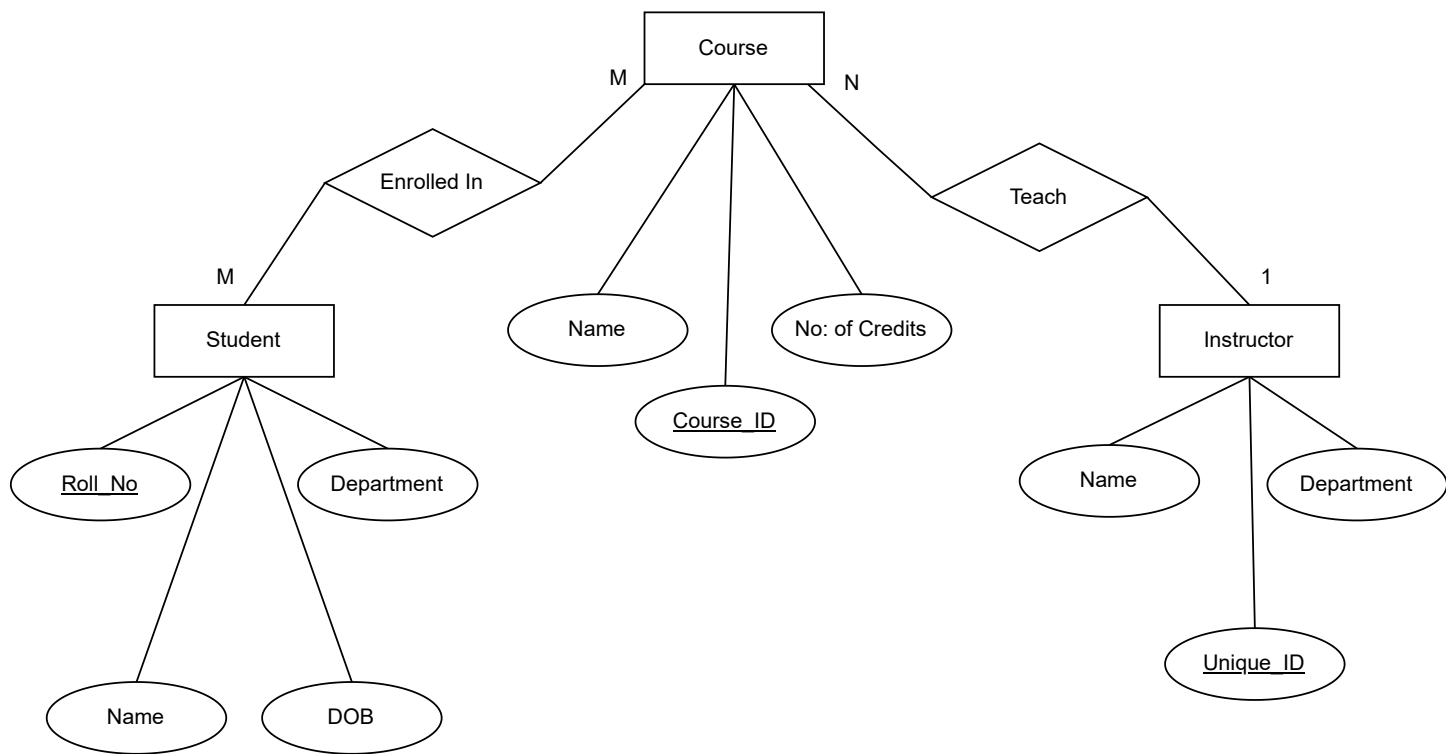 Course
M
N
Enrolled In
Teach
M
1
Name
No: of Credits
Student
Instructor
Course_ID
Roll_No
Department
Name
Department
Unique_ID
Name
DOB